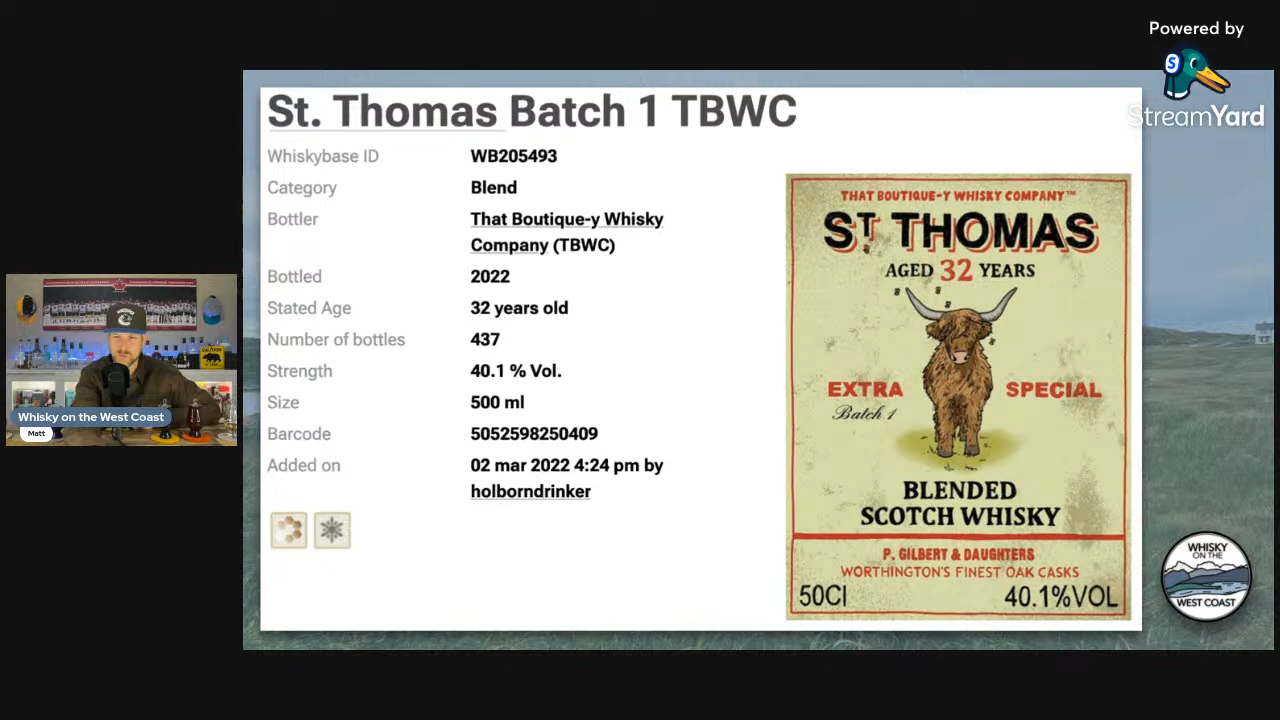 Powered by
S
StreamYard
St. Thomas Batch 1 TBWC
Whiskybase ID WB205493
Category Blend
Bottler That Boutique-y Whisky
Company (TBWC)
Bottled 2022
Stated Age 32 years old
Number of bottles 437
Strength 40.1 % Vol.
Size 500 ml
Barcode 5052598250409
Added on 02 mar 2022 4:24 pm by
holborndrinker
THAT BOUTIQUE-Y WHISKY COMPANY™
ST THOMAS
AGED 32 YEARS
EXTRA SPECIAL
Batch 1
BLENDED
SCOTCH WHISKY
P. GILBERT & DAUGHTERS
WORTHINGTON'S FINEST OAK CASKS
50Cl 40.1%VOL
CAUTION
Whisky on the West Coast
Matt
WHISKY
ON THE
WEST COAST